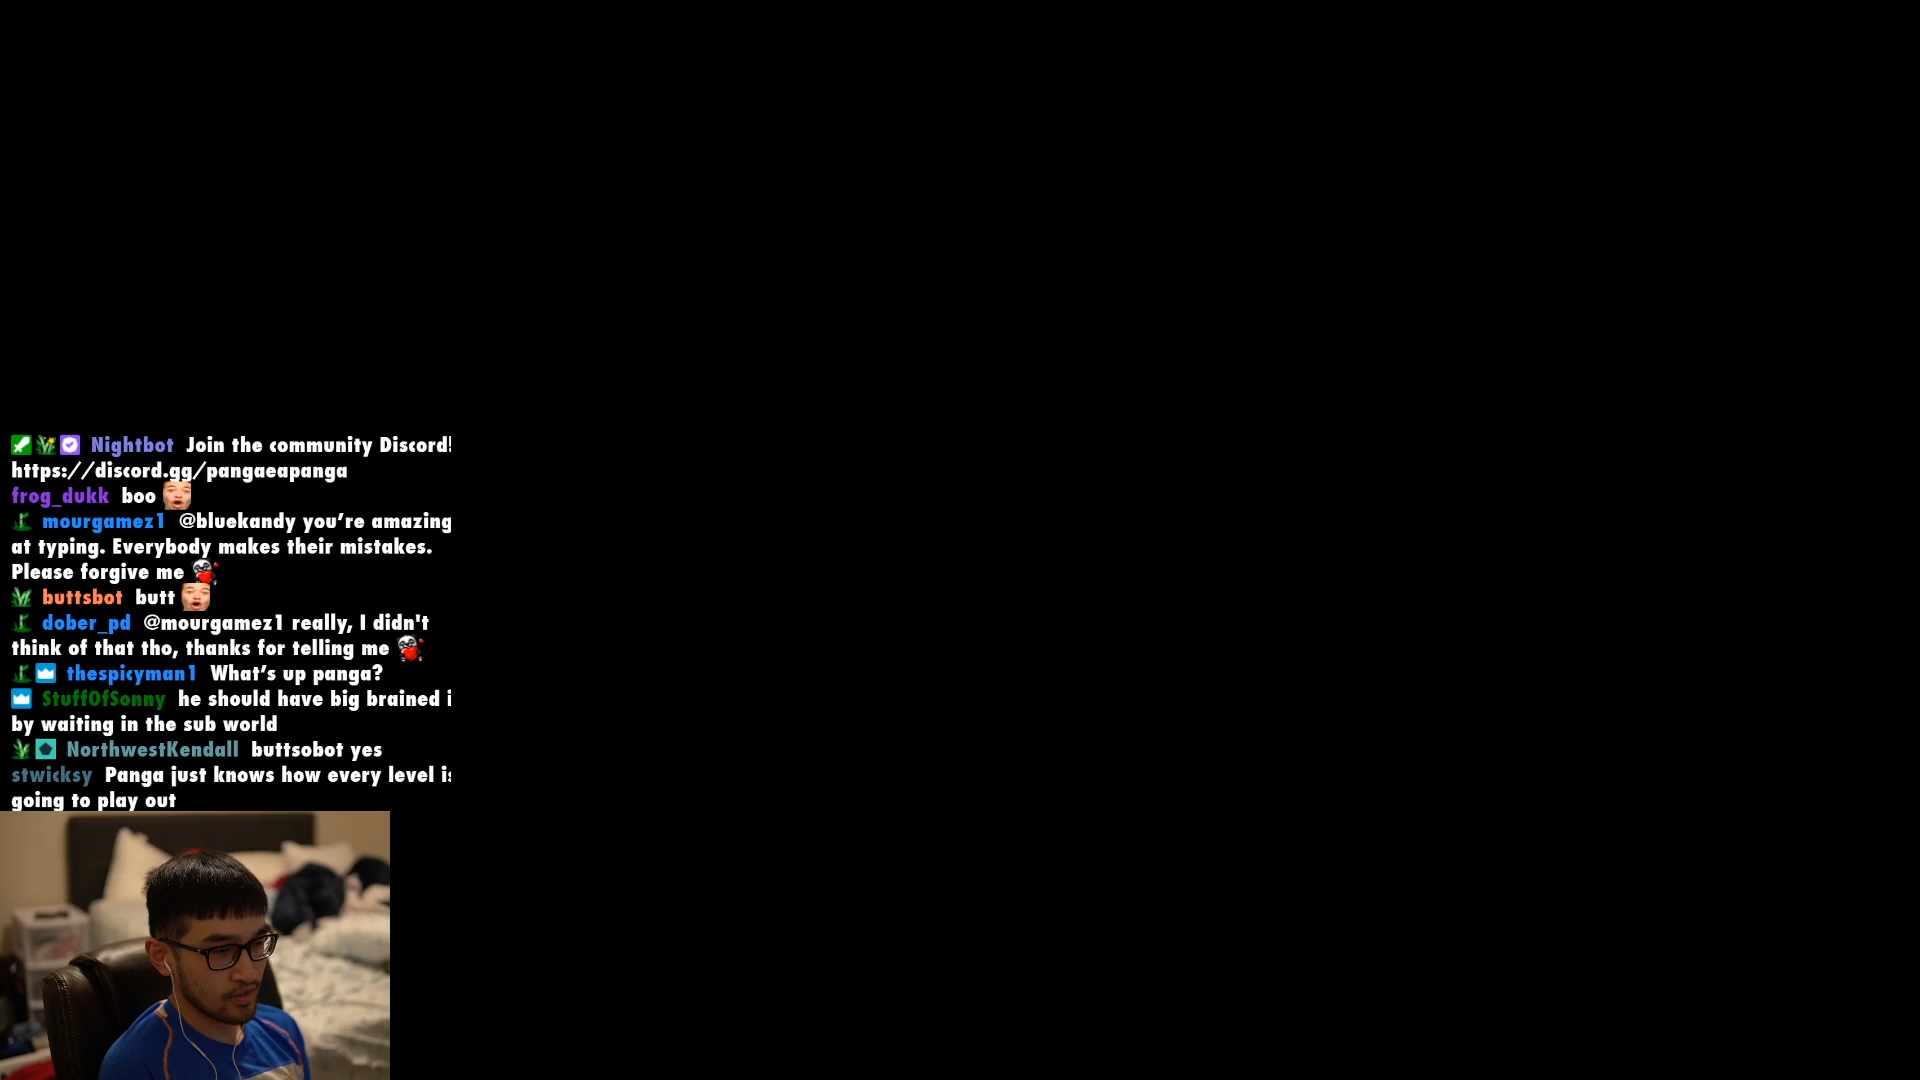 Nightbot Join the community Discord!
https://discord.gg/pangaeapanga
frog_dukk boo
mourgamez1 @bluekandy you’re amazing
at typing. Everybody makes their mistakes.
Please forgive me
buttsbot butt
dober_pd @mourgamez1 really, I didn't
think of that tho, thanks for telling me
thespicyman1 What’s up panga?
StuffOfSonny he should have big brained i
by waiting in the sub world
NorthwestKendall buttsobot yes
stwicksy Panga just knows how every level is
going to play out